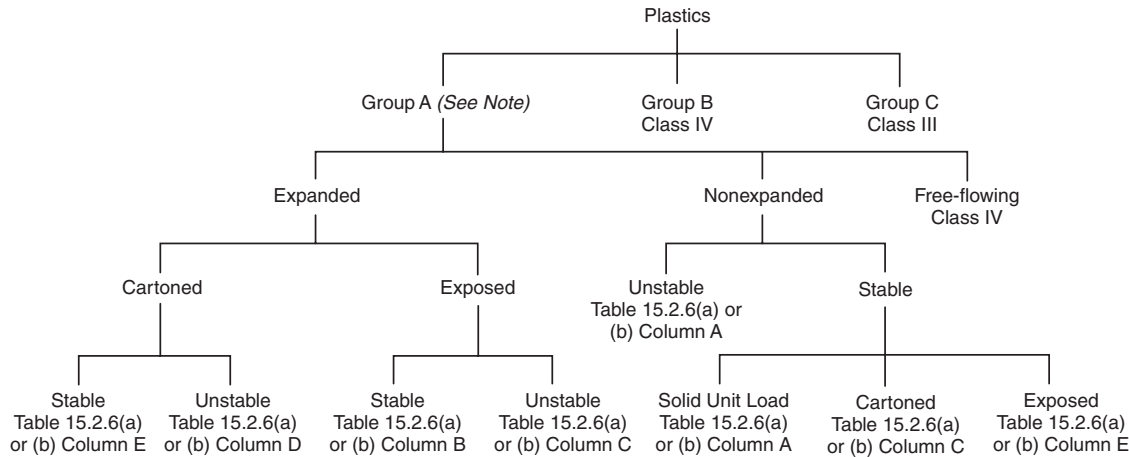 Plastics
Group A (See Note)
Group B
Class IV
Group C
Class III
Expanded
Nonexpanded
Free-flowing
Class IV
Cartoned
Exposed
Unstable
Table 15.2.6(a) or
(b) Column A
Stable
Stable
Table 15.2.6(a)
or (b) Column E
Unstable
Table 15.2.6(a)
or (b) Column D
Stable
Table 15.2.6(a)
or (b) Column B
Unstable
Table 15.2.6(a)
or (b) Column C
Solid Unit Load
Table 15.2.6(a)
or (b) Column A
Cartoned
Table 15.2.6(a)
or (b) Column C
Exposed
Table 15.2.6(a)
or (b) Column E